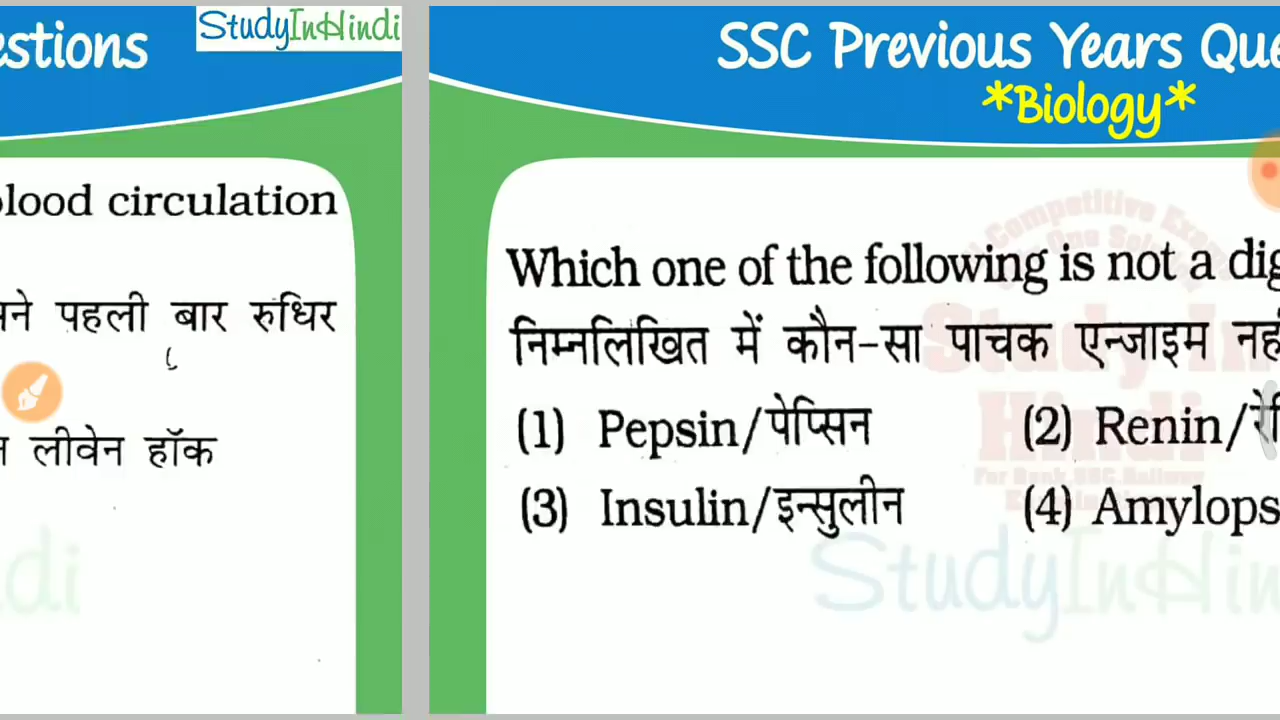 estions
StudyInHindi
blood circulation
पहली बार रुधिर
लीवेन हॉक
SSC Previous Years Que
*Biology*
Which one of the following is not a dig
निम्नलिखित में कौन-सा पाचक एन्जाइम नहीं
(1) Pepsin/पेप्सिन (2) Renin/रे
(3) Insulin/इन्सुलीन (4) Amylops
StudyInHin